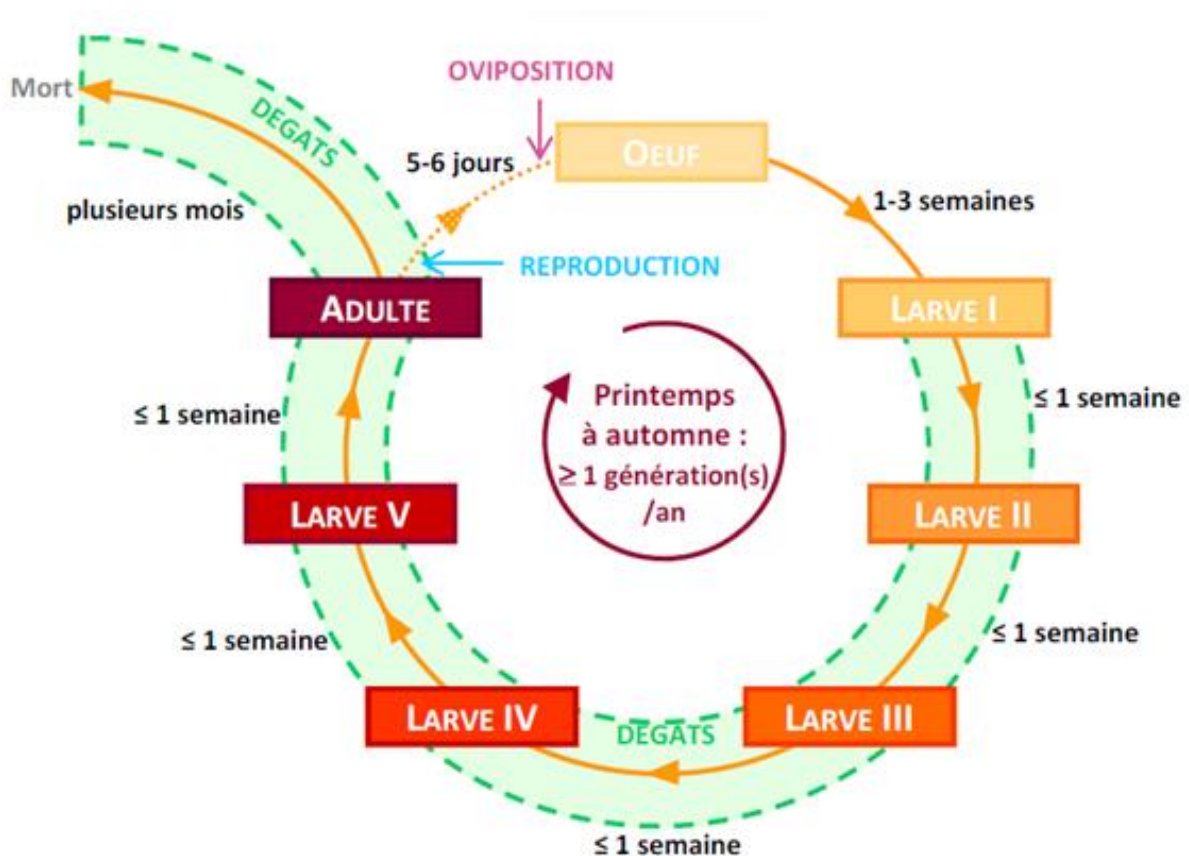 OVIPOSITION
Mort
DEGATS
5-6 jours
OEUF
plusieurs mois
1-3 semaines
REPRODUCTION
ADULTE
LARVE I
≤ 1 semaine
Printemps
à automne :
≥ 1 génération(s)
/an
≤ 1 semaine
LARVE V
LARVE II
≤ 1 semaine
≤ 1 semaine
LARVE IV
DEGATS
LARVE III
≤ 1 semaine